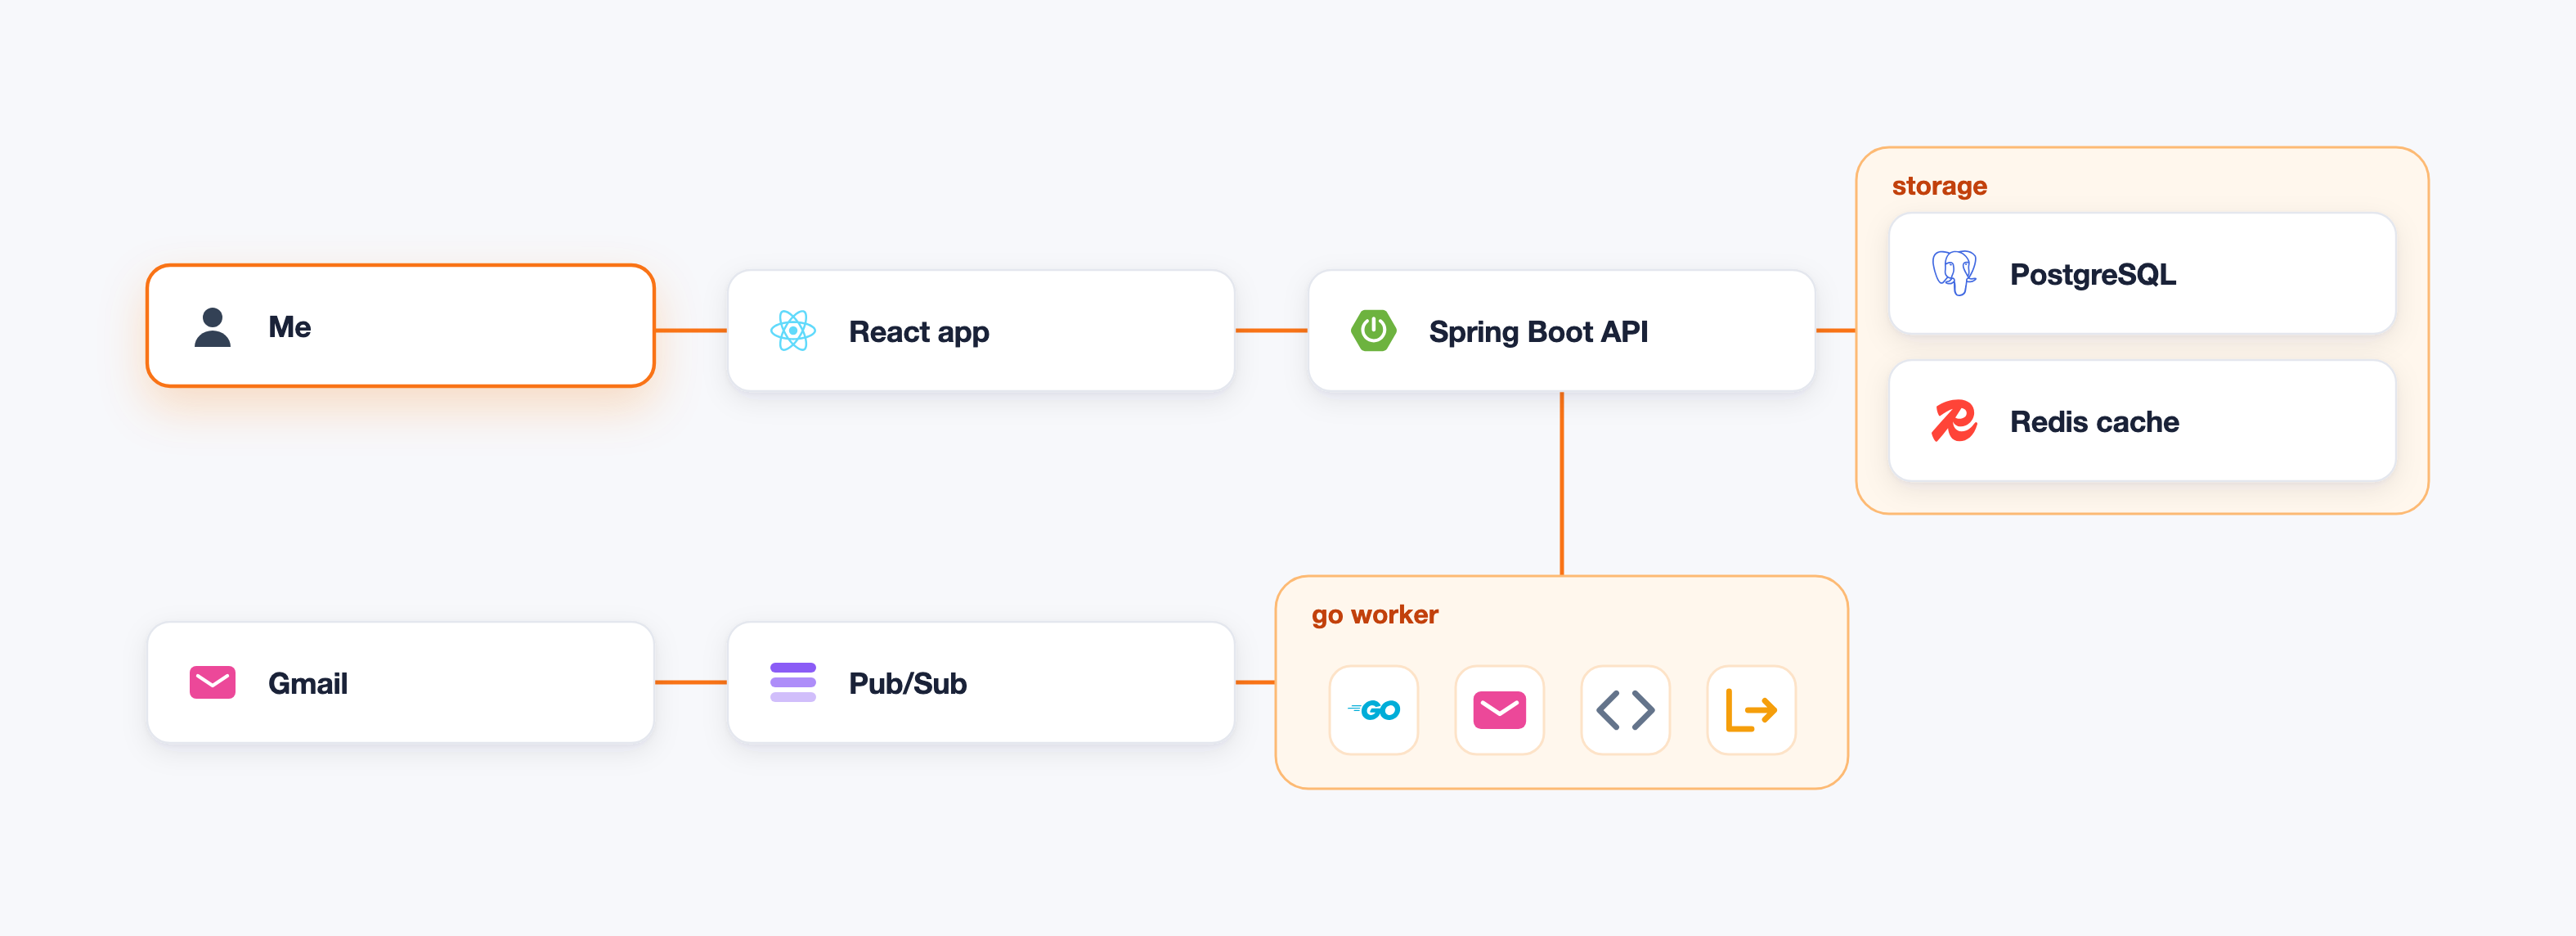 storage
PostgreSQL
Me
React app
Spring Boot API
Redis cache
go worker
Gmail
Pub/Sub
GO